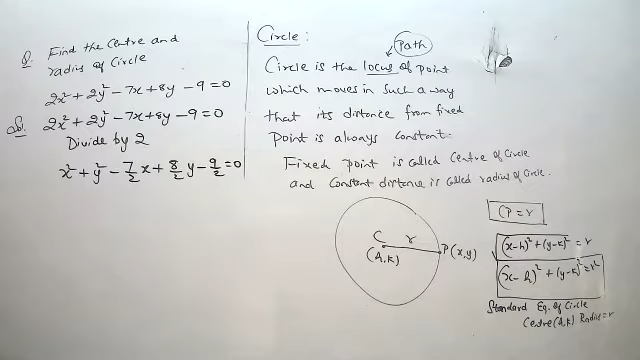 Q. Find the Centre and
radius of Circle
2x² + 2y² - 7x + 8y - 9 = 0
Sol. 2x² + 2y² - 7x + 8y - 9 = 0
Divide by 2
x² + y² - 7/2 x + 8/2 y - 9/2 = 0
Circle :
Path
Circle is the locus of point
which moves in such a way
that its distance from fixed
point is always constant.
Fixed point is called Centre of Circle
and constant distance is called radius of circle.
C r
(h,k)
P(x,y)
CP = r
√(x-h)² + (y-k)² = r
(x-h)² + (y-k)² = r²
Standard Eq. of Circle
Centre (h,k) Radius = r